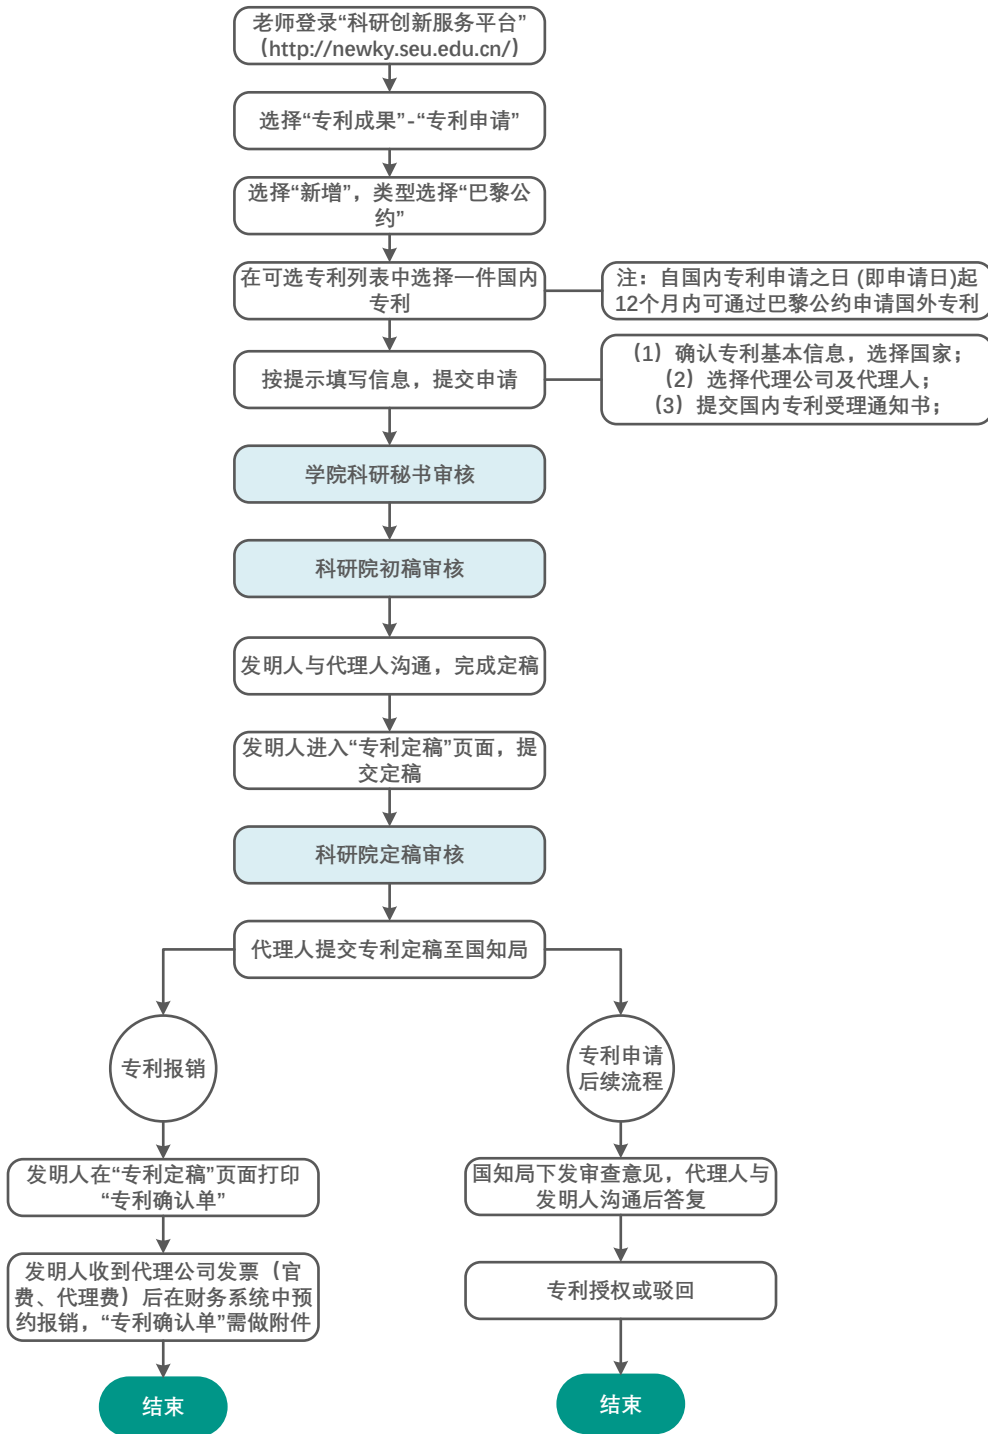 老师登录“科研创新服务平台”
(http://newky.seu.edu.cn/)
选择“专利成果”-“专利申请”
选择“新增”，类型选择“巴黎公
约”
在可选专利列表中选择一件国内
专利
注：自国内专利申请之日 (即申请日)起
12个月内可通过巴黎公约申请国外专利
按提示填写信息，提交申请
（1）确认专利基本信息，选择国家；
（2）选择代理公司及代理人；
（3）提交国内专利受理通知书；
学院科研秘书审核
科研院初稿审核
发明人与代理人沟通，完成定稿
发明人进入“专利定稿”页面，提
交定稿
科研院定稿审核
代理人提交专利定稿至国知局
专利报销
发明人在“专利定稿”页面打印
“专利确认单”
发明人收到代理公司发票（官
费、代理费）后在财务系统中预
约报销，“专利确认单”需做附件
结束
专利申请
后续流程
国知局下发审查意见，代理人与
发明人沟通后答复
专利授权或驳回
结束